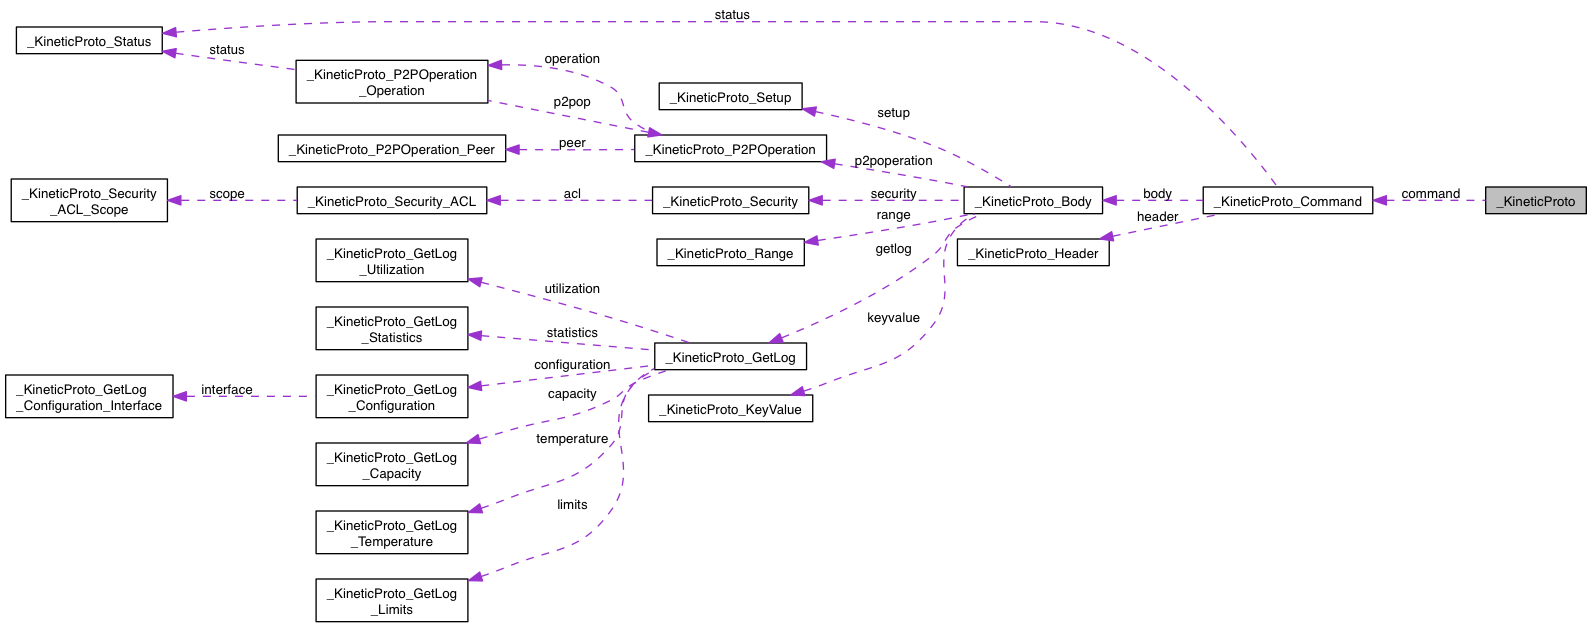 status
_KineticProto_Status
status
_KineticProto_P2POperation
_Operation
operation
p2pop
_KineticProto_Setup
setup
_KineticProto_P2POperation_Peer
peer
_KineticProto_P2POperation
p2poperation
_KineticProto_Security
_ACL_Scope
scope
_KineticProto_Security_ACL
acl
_KineticProto_Security
security
_KineticProto_Body
body
_KineticProto_Command
command
_KineticProto
range
header
_KineticProto_Range
getlog
_KineticProto_Header
_KineticProto_GetLog
_Utilization
utilization
_KineticProto_GetLog
_Statistics
statistics
keyvalue
_KineticProto_GetLog
configuration
_KineticProto_GetLog
_Configuration_Interface
interface
_KineticProto_GetLog
_Configuration
capacity
_KineticProto_KeyValue
_KineticProto_GetLog
_Capacity
temperature
_KineticProto_GetLog
_Temperature
limits
_KineticProto_GetLog
_Limits